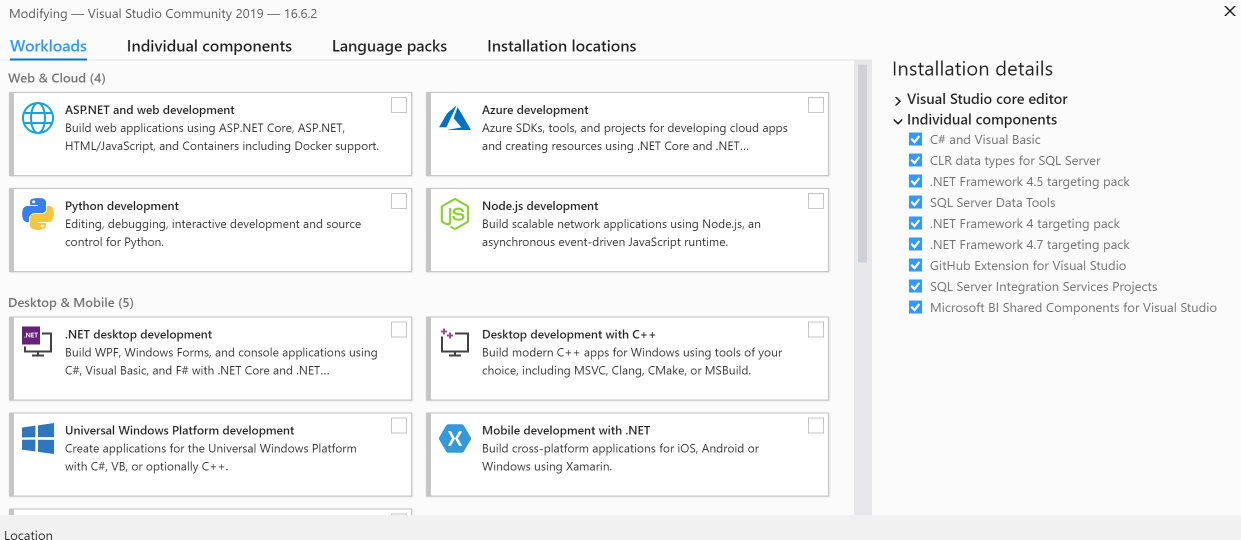 Modifying — Visual Studio Community 2019 — 16.6.2
Workloads
Individual components
Language packs
Installation locations
Web & Cloud (4)
ASP.NET and web development
Build web applications using ASP.NET Core, ASP.NET,
HTML/JavaScript, and Containers including Docker support.
Azure development
Azure SDKs, tools, and projects for developing cloud apps
and creating resources using .NET Core and .NET...
Python development
Editing, debugging, interactive development and source
control for Python.
JS
Node.js development
Build scalable network applications using Node.js, an
asynchronous event-driven JavaScript runtime.
Desktop & Mobile (5)
.NET
.NET desktop development
Build WPF, Windows Forms, and console applications using
C#, Visual Basic, and F# with .NET Core and .NET...
Desktop development with C++
Build modern C++ apps for Windows using tools of your
choice, including MSVC, Clang, CMake, or MSBuild.
Universal Windows Platform development
Create applications for the Universal Windows Platform
with C#, VB, or optionally C++.
Mobile development with .NET
Build cross-platform applications for iOS, Android or
Windows using Xamarin.
Installation details
Visual Studio core editor
Individual components
C# and Visual Basic
CLR data types for SQL Server
.NET Framework 4.5 targeting pack
SQL Server Data Tools
.NET Framework 4 targeting pack
.NET Framework 4.7 targeting pack
GitHub Extension for Visual Studio
SQL Server Integration Services Projects
Microsoft BI Shared Components for Visual Studio
Location